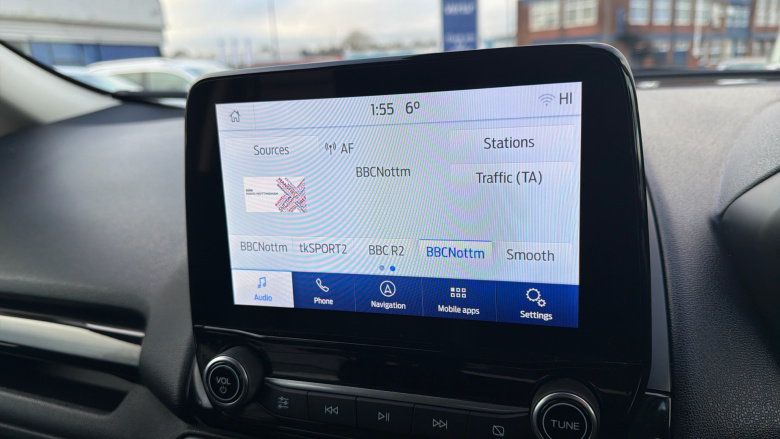 1:55 6° HI
Sources AF Stations
BBCNottm Traffic (TA)
BBCNottm tkSPORT2 BBC R2 BBCNottm Smooth
Audio Phone Navigation Mobile apps Settings
VOL TUNE